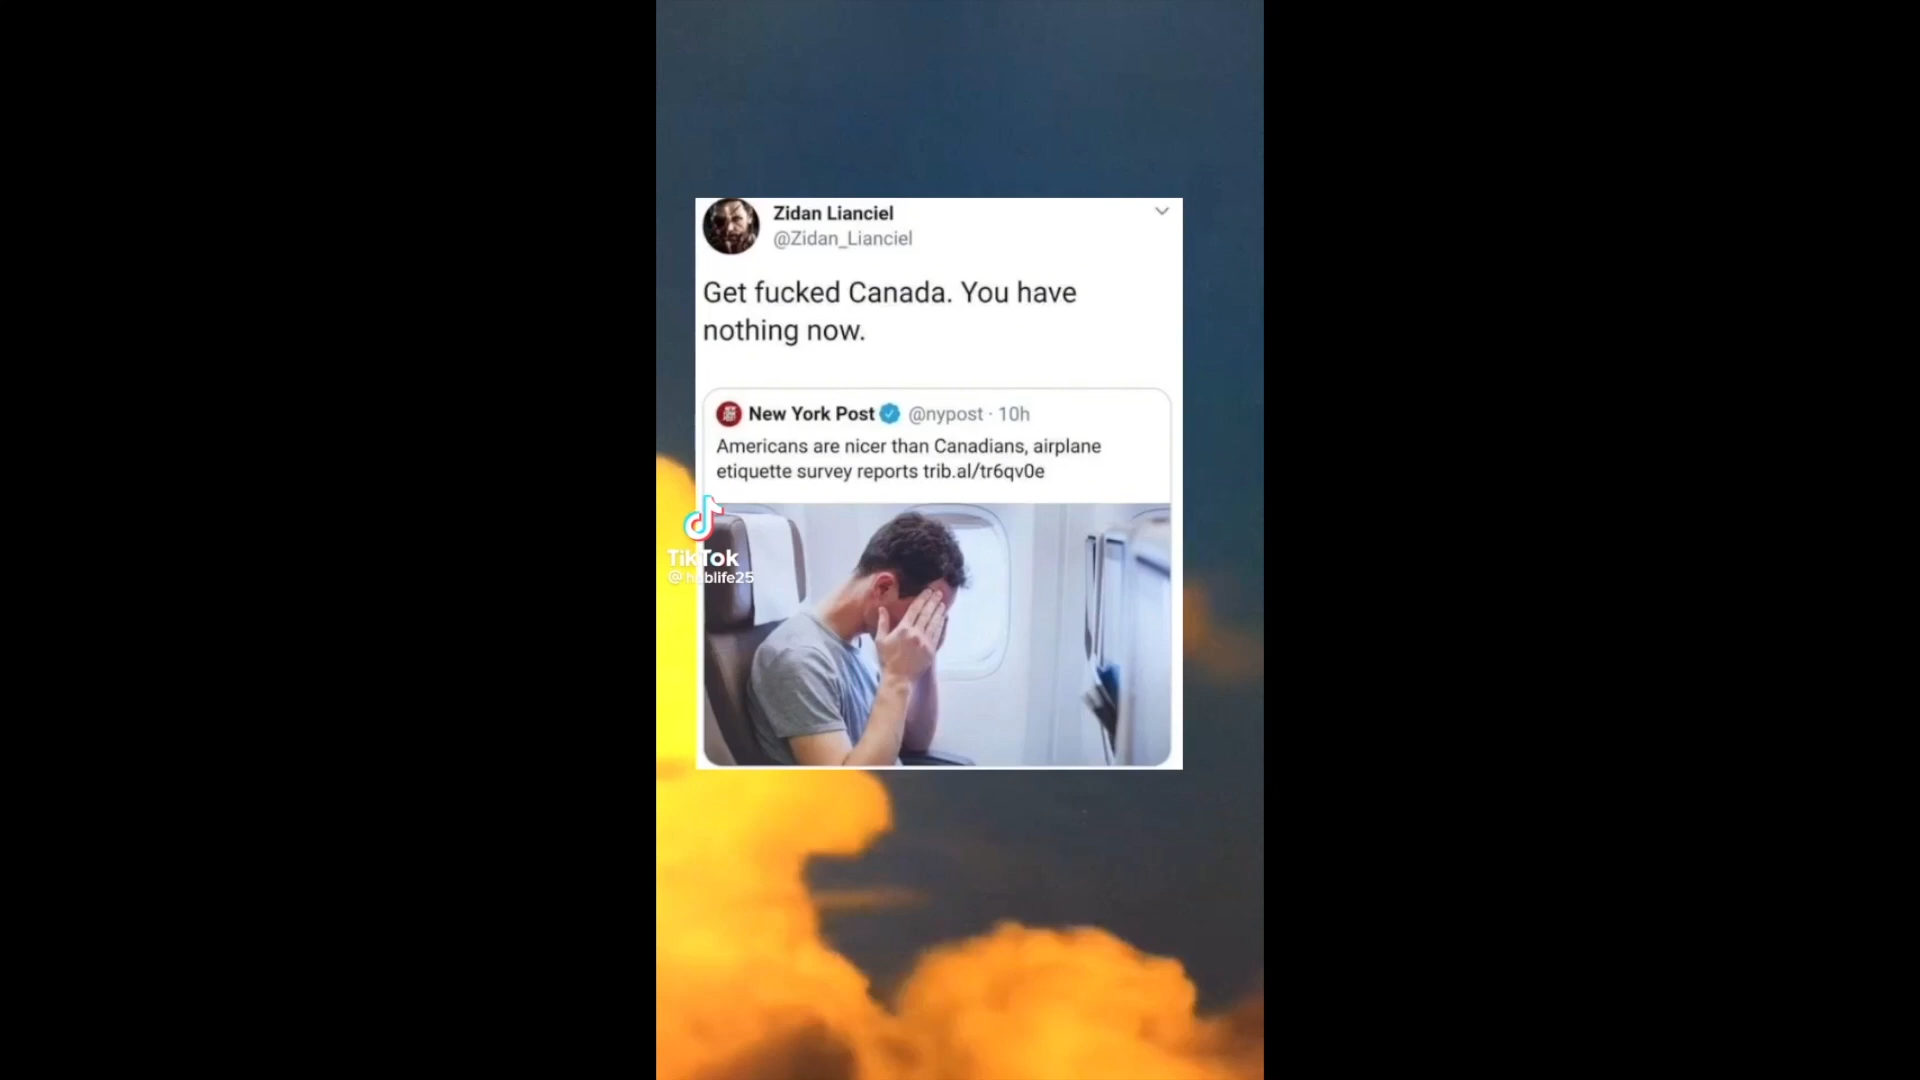 Zidan Lianciel
@Zidan_Lianciel
Get fucked Canada. You have
nothing now.
New York Post @nypost · 10h
Americans are nicer than Canadians, airplane
etiquette survey reports trib.al/tr6qv0e
TikTok
@hublife25